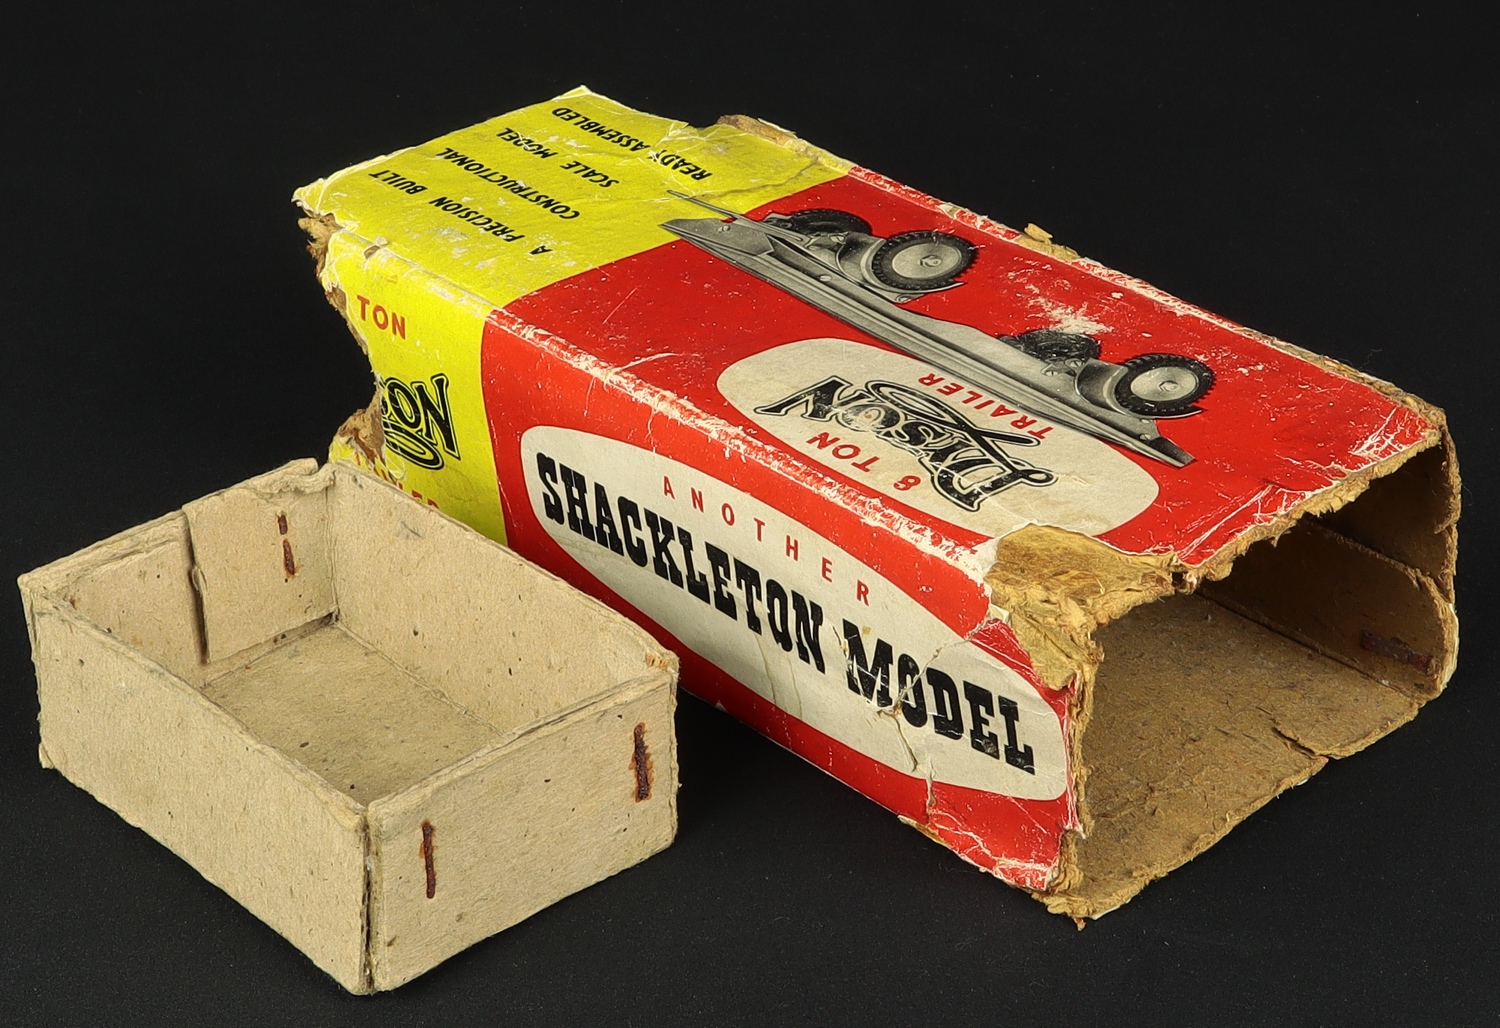 A PRECISION BUILT
CONSTRUCTIONAL
SCALE MODEL
READY ASSEMBLED
8 TON
DYSON
TRAILER
TON
ANOTHER
SHACKLETON MODEL